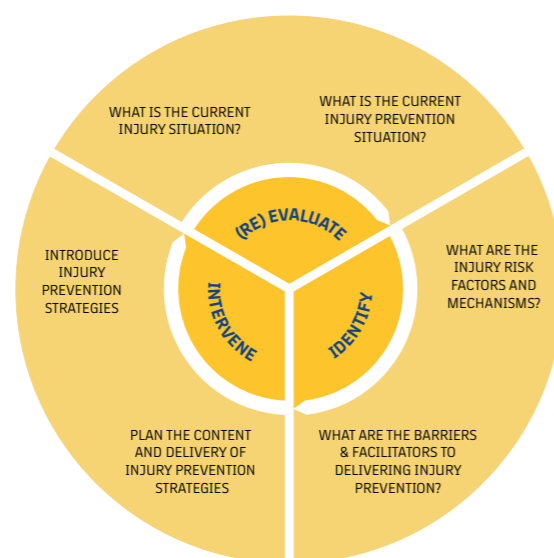 WHAT IS THE CURRENT
INJURY SITUATION?
WHAT IS THE CURRENT
INJURY PREVENTION
SITUATION?
(RE) EVALUATE
INTRODUCE
INJURY
PREVENTION
STRATEGIES
INTERVENE
IDENTIFY
WHAT ARE THE
INJURY RISK
FACTORS AND
MECHANISMS?
PLAN THE CONTENT
AND DELIVERY OF
INJURY PREVENTION
STRATEGIES
WHAT ARE THE BARRIERS
& FACILITATORS TO
DELIVERING INJURY
PREVENTION?